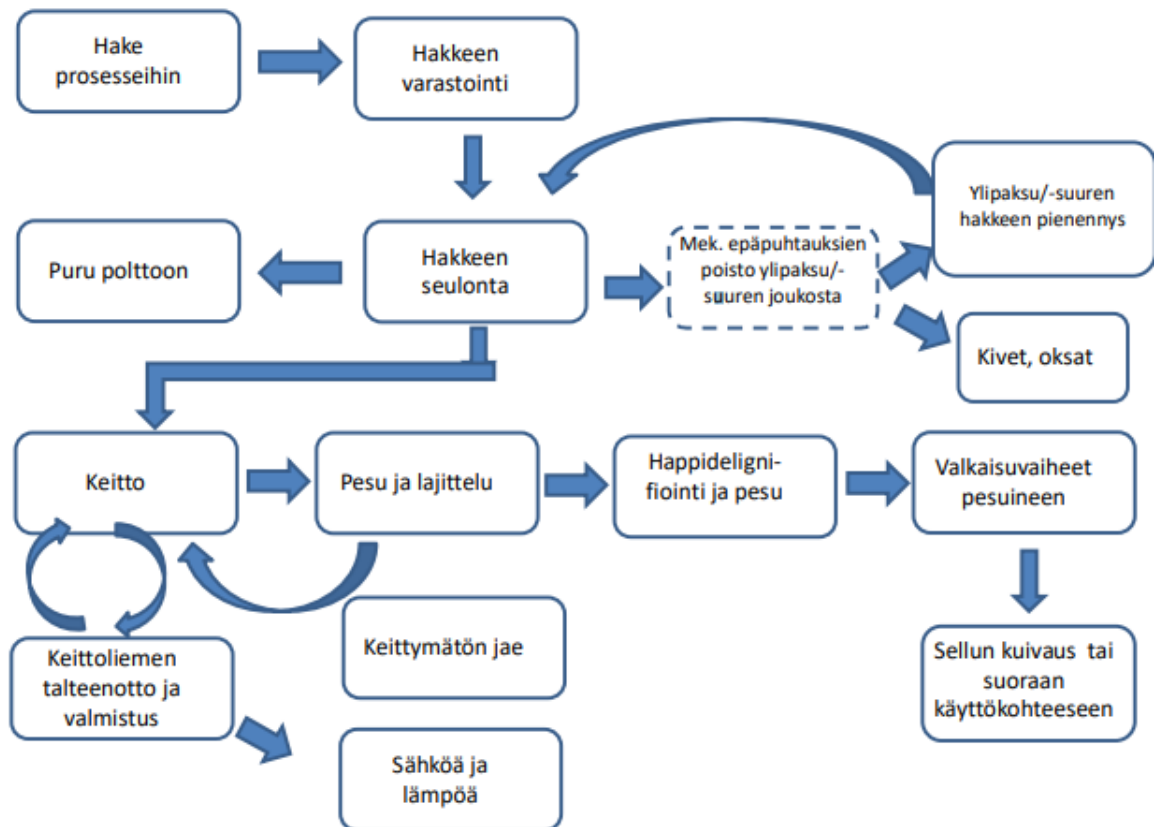 Hake
prosesseihin
Hakkeen
varastointi
Ylipaksu/-suuren
hakkeen pienennys
Puru polttoon
Hakkeen
seulonta
Mek. epäpuhtauksien
poisto ylipaksu/-
suuren joukosta
Kivet, oksat
Keitto
Pesu ja lajittelu
Happideligni-
fiointi ja pesu
Valkaisuvaiheet
pesuineen
Keittoliemen
talteenotto ja
valmistus
Keittymätön jae
Sellun kuivaus tai
suoraan
käyttökohteeseen
Sähköä ja
lämpöä